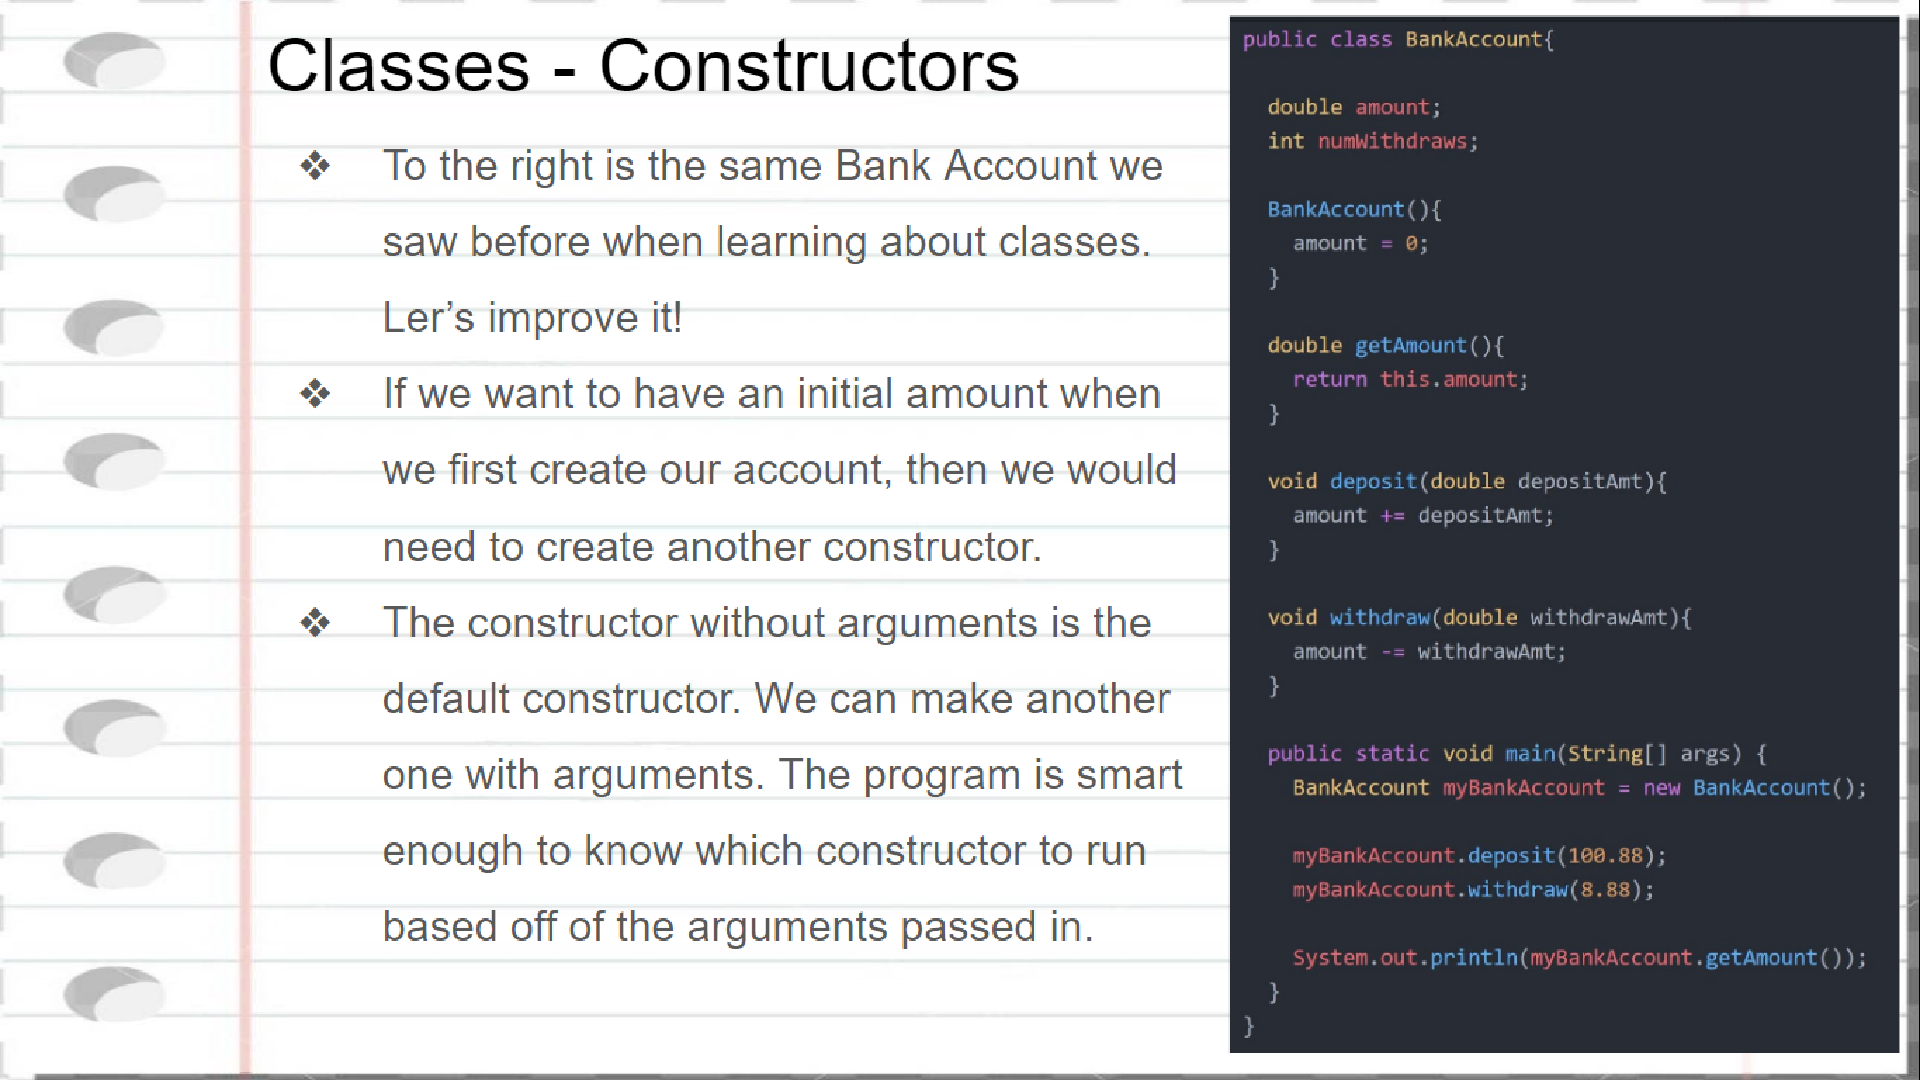 Classes - Constructors
❖ To the right is the same Bank Account we
saw before when learning about classes.
Ler’s improve it!
❖ If we want to have an initial amount when
we first create our account, then we would
need to create another constructor.
❖ The constructor without arguments is the
default constructor. We can make another
one with arguments. The program is smart
enough to know which constructor to run
based off of the arguments passed in.
public class BankAccount{
double amount;
int numWithdraws;
BankAccount(){
amount = 0;
}
double getAmount(){
return this.amount;
}
void deposit(double depositAmt){
amount += depositAmt;
}
void withdraw(double withdrawAmt){
amount -= withdrawAmt;
}
public static void main(String[] args) {
BankAccount myBankAccount = new BankAccount();
myBankAccount.deposit(100.88);
myBankAccount.withdraw(8.88);
System.out.println(myBankAccount.getAmount());
}
}